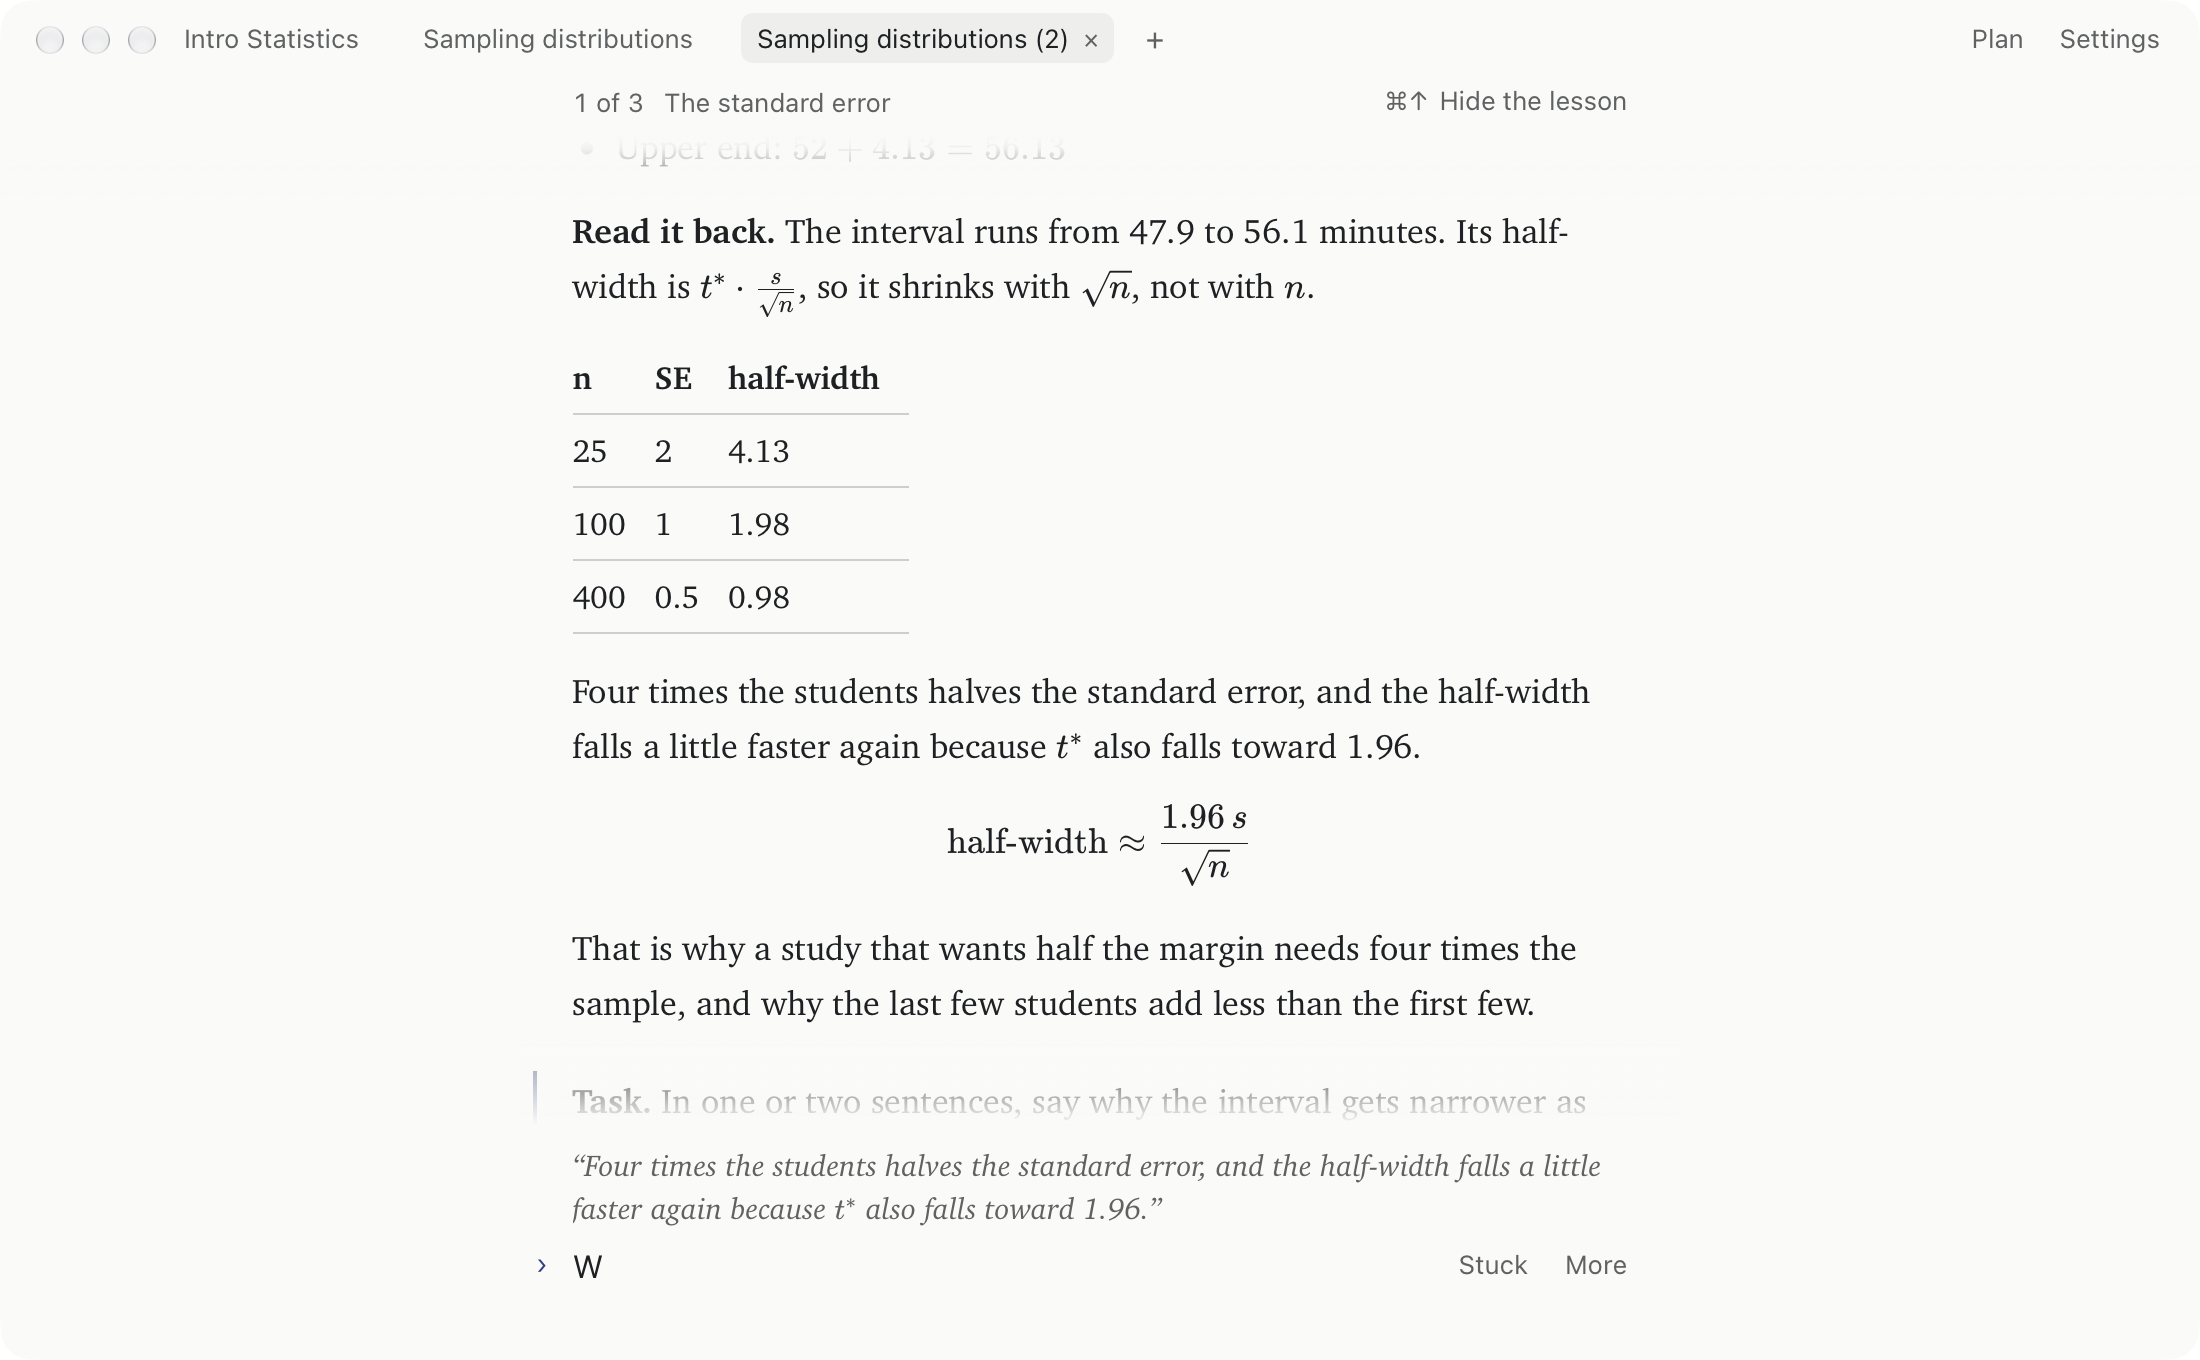 Intro Statistics Sampling distributions Sampling distributions (2) × + Plan Settings
1 of 3 The standard error ⌘↑ Hide the lesson
• Upper end: 52 + 4.13 = 56.13
Read it back. The interval runs from 47.9 to 56.1 minutes. Its half-
width is t* · s/√n, so it shrinks with √n, not with n.
n SE half-width
25 2 4.13
100 1 1.98
400 0.5 0.98
Four times the students halves the standard error, and the half-width
falls a little faster again because t* also falls toward 1.96.
half-width ≈ 1.96 s/√n
That is why a study that wants half the margin needs four times the
sample, and why the last few students add less than the first few.
Task. In one or two sentences, say why the interval gets narrower as
“Four times the students halves the standard error, and the half-width falls a little
faster again because t* also falls toward 1.96.”
› W Stuck More